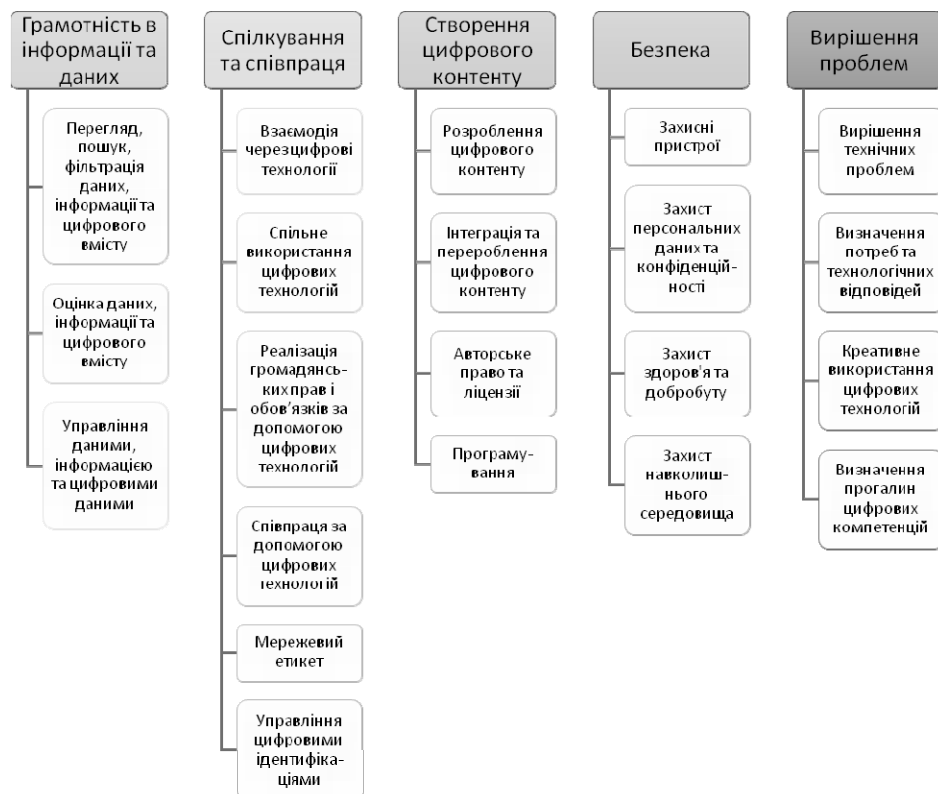 Грамотність в
інформації та
даних
Перегляд,
пошук,
фільтрація
даних,
інформації та
цифрового
вмісту
Оцінка даних,
інформації та
цифрового
вмісту
Управління
даними,
інформацією
та цифровими
даними
Спілкування
та співпраця
Взаємодія
через цифрові
технології
Спільне
використання
цифрових
технологій
Реалізація
громадянсь-
ких прав і
обов’язків за
допомогою
цифрових
технологій
Співпраця за
допомогою
цифрових
технологій
Мережевий
етикет
Управління
цифровими
ідентифіка-
ціями
Створення
цифрового
контенту
Розроблення
цифрового
контенту
Інтеграція та
перероблення
цифрового
контенту
Авторське
право та
ліцензії
Програму-
вання
Безпека
Захисні
пристрої
Захист
персональних
даних та
конфіденцій-
ності
Захист
здоров'я та
добробуту
Захист
навколиш-
нього
середовища
Вирішення
проблем
Вирішення
технічних
проблем
Визначення
потреб та
технологічних
відповідей
Креативне
використання
цифрових
технологій
Визначення
прогалин
цифрових
компетенцій